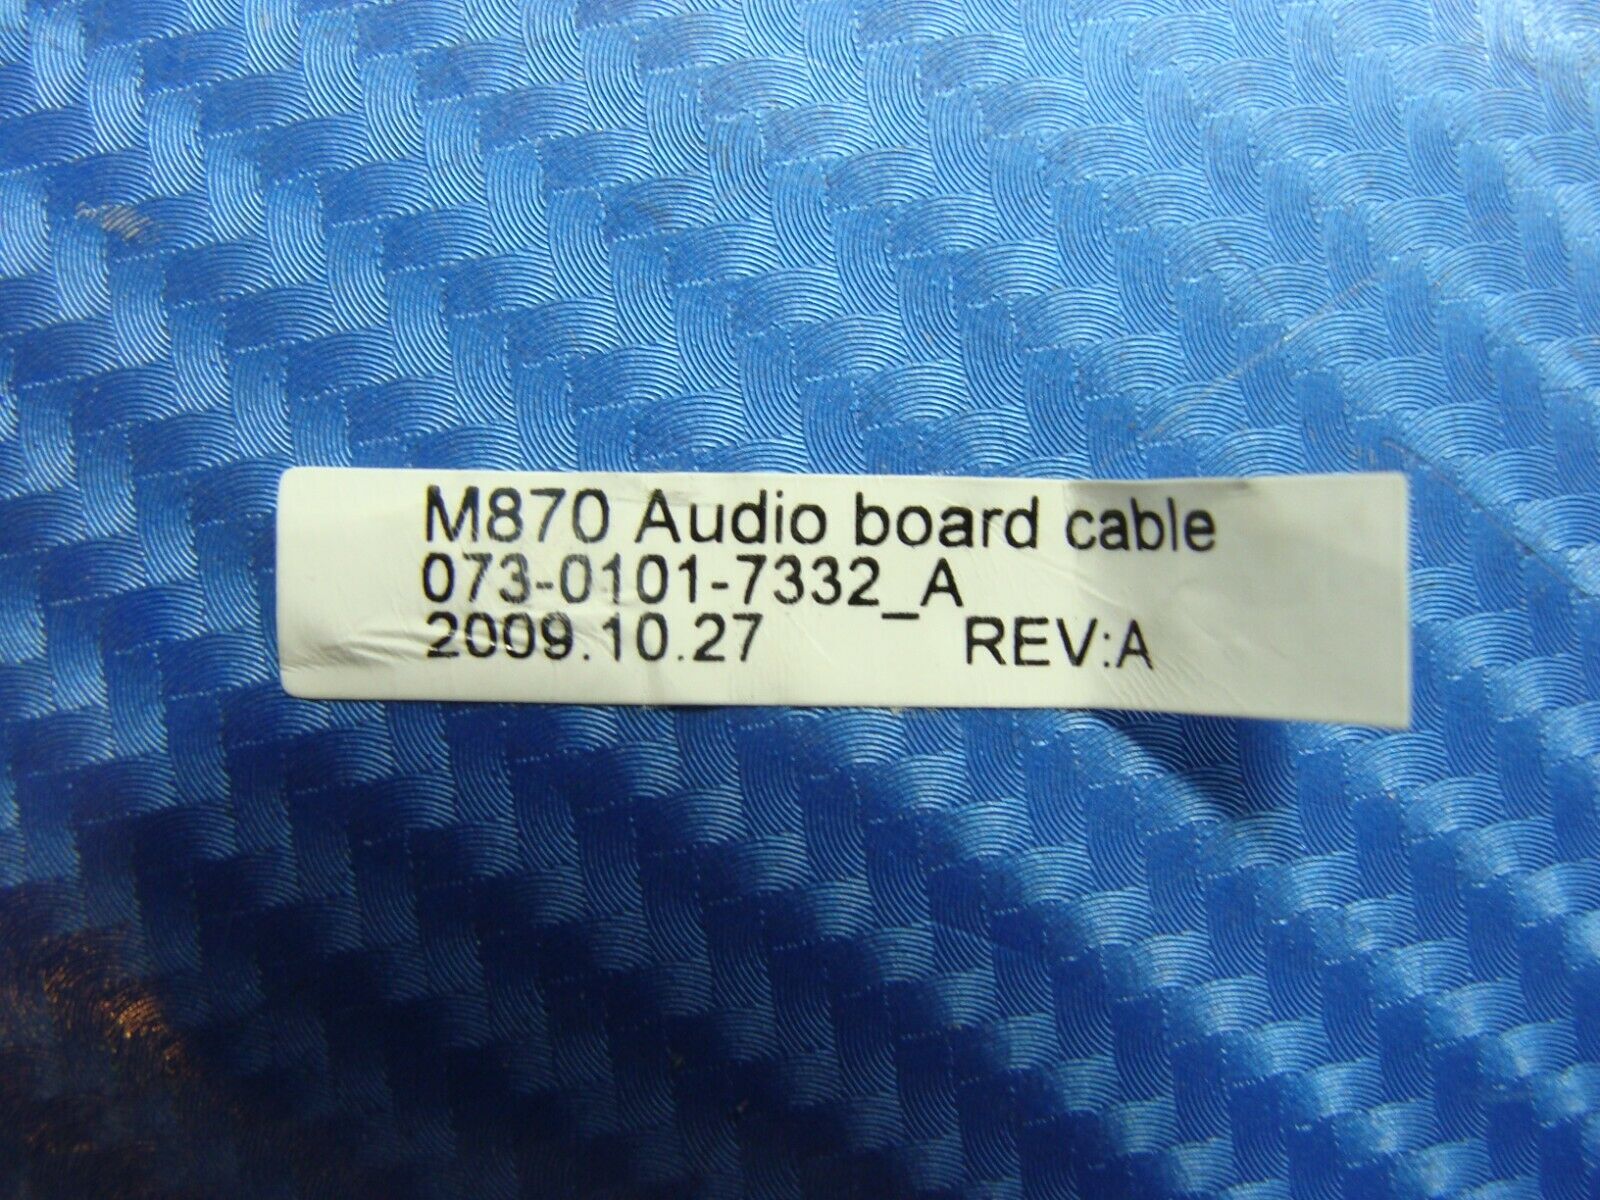 M870 Audio board cable
073-0101-7332_A
2009.10.27 REV:A